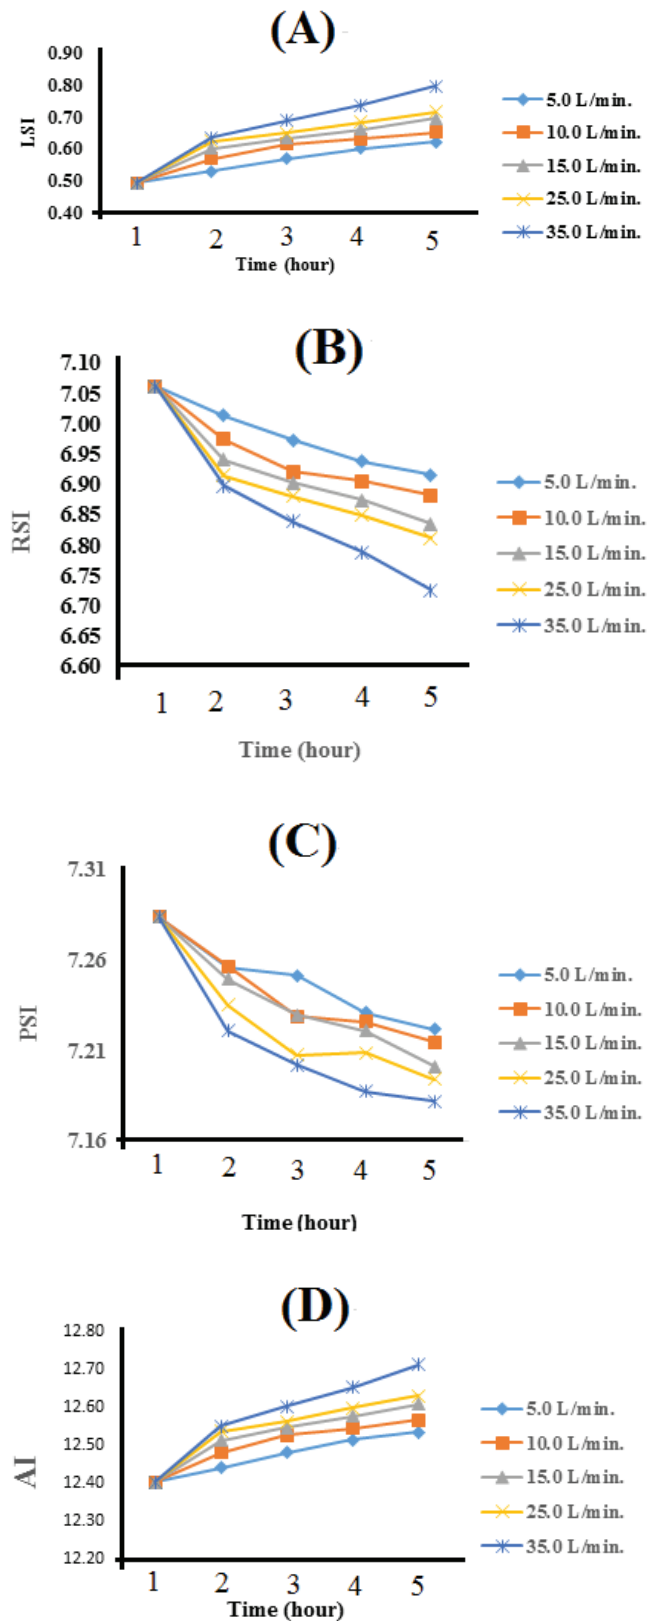 (A)
0.90
0.80
0.70
0.60
0.50
0.40
LSI
1 2 3 4 5
Time (hour)
5.0 L/min.
10.0 L/min.
15.0 L/min.
25.0 L/min.
35.0 L/min.
(B)
7.10
7.05
7.00
6.95
6.90
6.85
6.80
6.75
6.70
6.65
6.60
RSI
1 2 3 4 5
Time (hour)
5.0 L/min.
10.0 L/min.
15.0 L/min.
25.0 L/min.
35.0 L/min.
(C)
7.31
7.26
7.21
7.16
PSI
1 2 3 4 5
Time (hour)
5.0 L/min.
10.0 L/min.
15.0 L/min.
25.0 L/min.
35.0 L/min.
(D)
12.80
12.70
12.60
12.50
12.40
12.30
12.20
AI
1 2 3 4 5
Time (hour)
5.0 L/min.
10.0 L/min.
15.0 L/min.
25.0 L/min.
35.0 L/min.